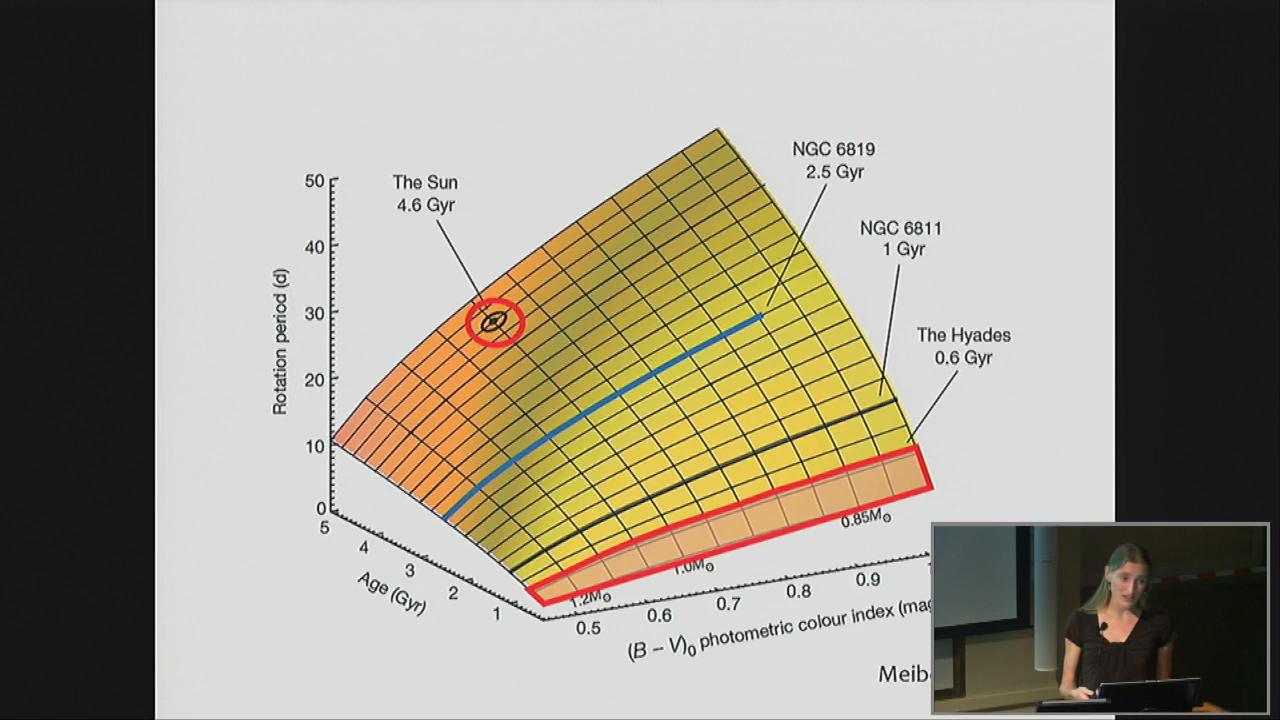 NGC 6819
2.5 Gyr
The Sun
4.6 Gyr
NGC 6811
1 Gyr
The Hyades
0.6 Gyr
Rotation period (d)
50
40
30
20
10
0
5
4
3
2
1
Age (Gyr)
1.2M⊙
1.0M⊙
0.85M⊙
0.5
0.6
0.7
0.8
0.9
(B − V)₀ photometric colour index (mag
Meib